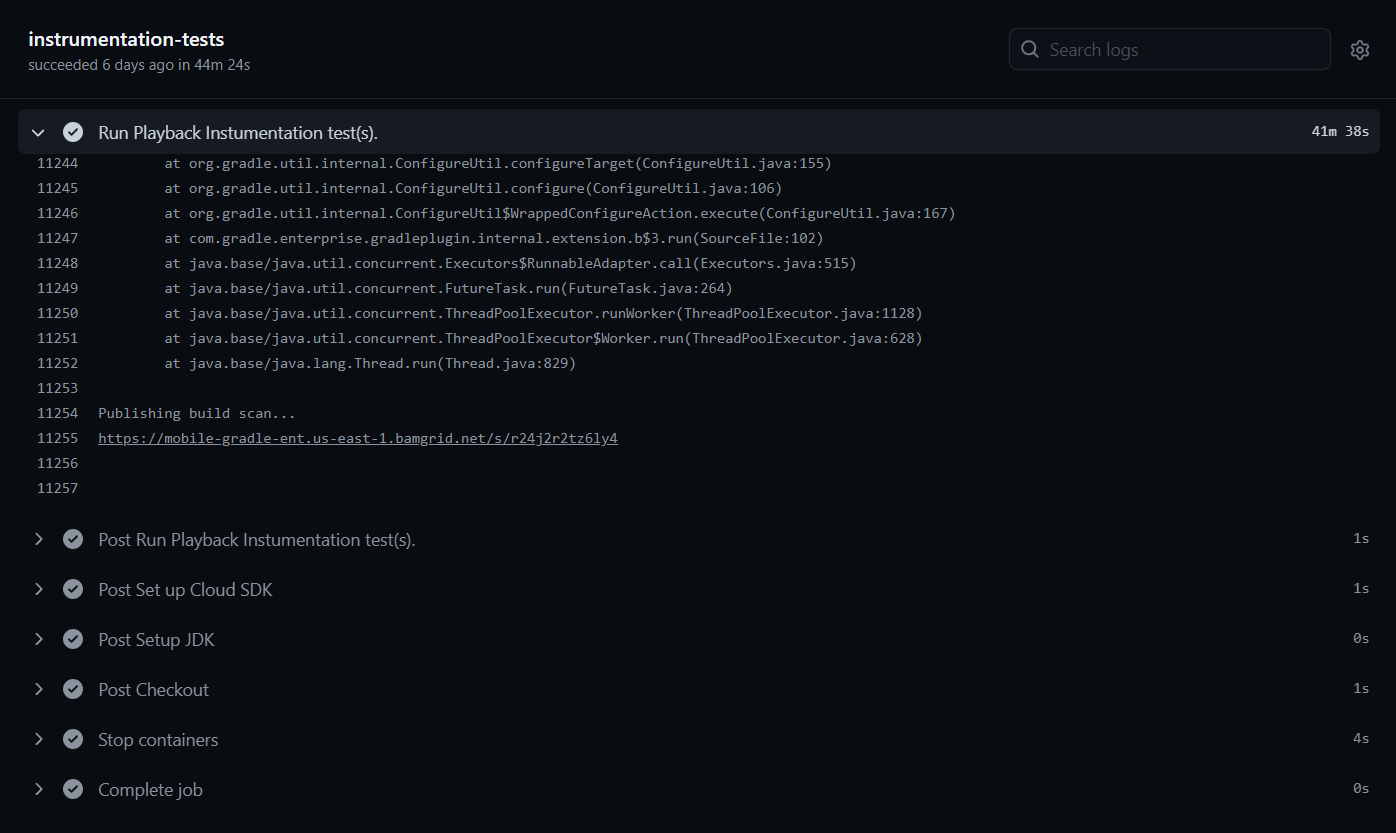 instrumentation-tests
succeeded 6 days ago in 44m 24s
Search logs
Run Playback Instumentation test(s).
41m 38s
11244 at org.gradle.util.internal.ConfigureUtil.configureTarget(ConfigureUtil.java:155)
11245 at org.gradle.util.internal.ConfigureUtil.configure(ConfigureUtil.java:106)
11246 at org.gradle.util.internal.ConfigureUtil$WrappedConfigureAction.execute(ConfigureUtil.java:167)
11247 at com.gradle.enterprise.gradleplugin.internal.extension.b$3.run(SourceFile:102)
11248 at java.base/java.util.concurrent.Executors$RunnableAdapter.call(Executors.java:515)
11249 at java.base/java.util.concurrent.FutureTask.run(FutureTask.java:264)
11250 at java.base/java.util.concurrent.ThreadPoolExecutor.runWorker(ThreadPoolExecutor.java:1128)
11251 at java.base/java.util.concurrent.ThreadPoolExecutor$Worker.run(ThreadPoolExecutor.java:628)
11252 at java.base/java.lang.Thread.run(Thread.java:829)
11253
11254 Publishing build scan...
11255 https://mobile-gradle-ent.us-east-1.bamgrid.net/s/r24j2r2tz6ly4
11256
11257
Post Run Playback Instumentation test(s). 1s
Post Set up Cloud SDK 1s
Post Setup JDK 0s
Post Checkout 1s
Stop containers 4s
Complete job 0s